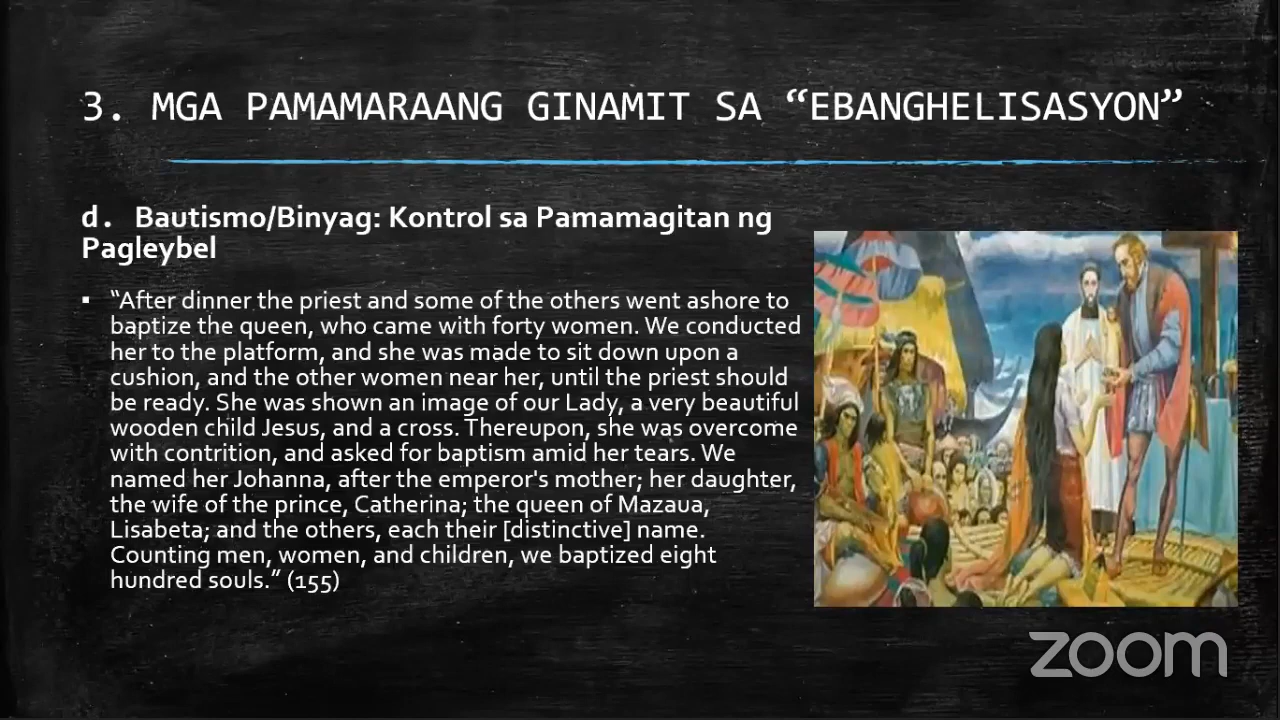 3. MGA PAMAMARAANG GINAMIT SA “EBANGHELISASYON”
d. Bautismo/Binyag: Kontrol sa Pamamagitan ng
Pagleybel
▪ “After dinner the priest and some of the others went ashore to
baptize the queen, who came with forty women. We conducted
her to the platform, and she was made to sit down upon a
cushion, and the other women near her, until the priest should
be ready. She was shown an image of our Lady, a very beautiful
wooden child Jesus, and a cross. Thereupon, she was overcome
with contrition, and asked for baptism amid her tears. We
named her Johanna, after the emperor's mother; her daughter,
the wife of the prince, Catherina; the queen of Mazaua,
Lisabeta; and the others, each their [distinctive] name.
Counting men, women, and children, we baptized eight
hundred souls.” (155)
zoom